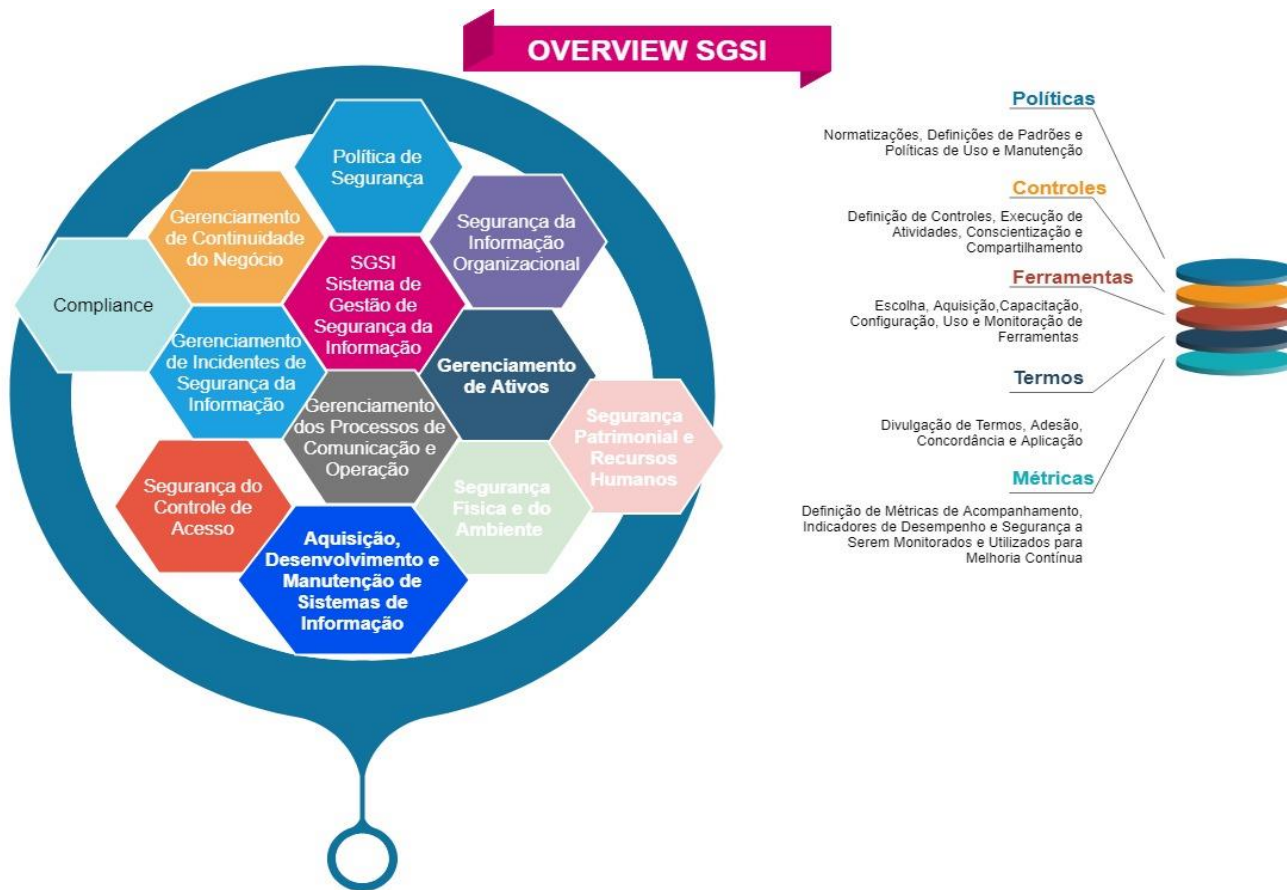 OVERVIEW SGSI
Política de
Segurança
Gerenciamento
de Continuidade
do Negócio
Segurança da
Informação
Organizacional
Compliance
SGSI
Sistema de
Gestão de
Segurança da
Informação
Gerenciamento
de Incidentes de
Segurança da
Informação
Gerenciamento
de Ativos
Gerenciamento
dos Processos de
Comunicação e
Operação
Segurança
Patrimonial e
Recursos
Humanos
Segurança do
Controle de
Acesso
Segurança
Fisica e do
Ambiente
Aquisição,
Desenvolvimento e
Manutenção de
Sistemas de
Informação
Políticas
Normatizações, Definições de Padrões e
Políticas de Uso e Manutenção
Controles
Definição de Controles, Execução de
Atividades, Conscientização e
Compartilhamento
Ferramentas
Escolha, Aquisição,Capacitação,
Configuração, Uso e Monitoração de
Ferramentas
Termos
Divulgação de Termos, Adesão,
Concordância e Aplicação
Métricas
Definição de Métricas de Acompanhamento,
Indicadores de Desempenho e Segurança a
Serem Monitorados e Utilizados para
Melhoria Contínua